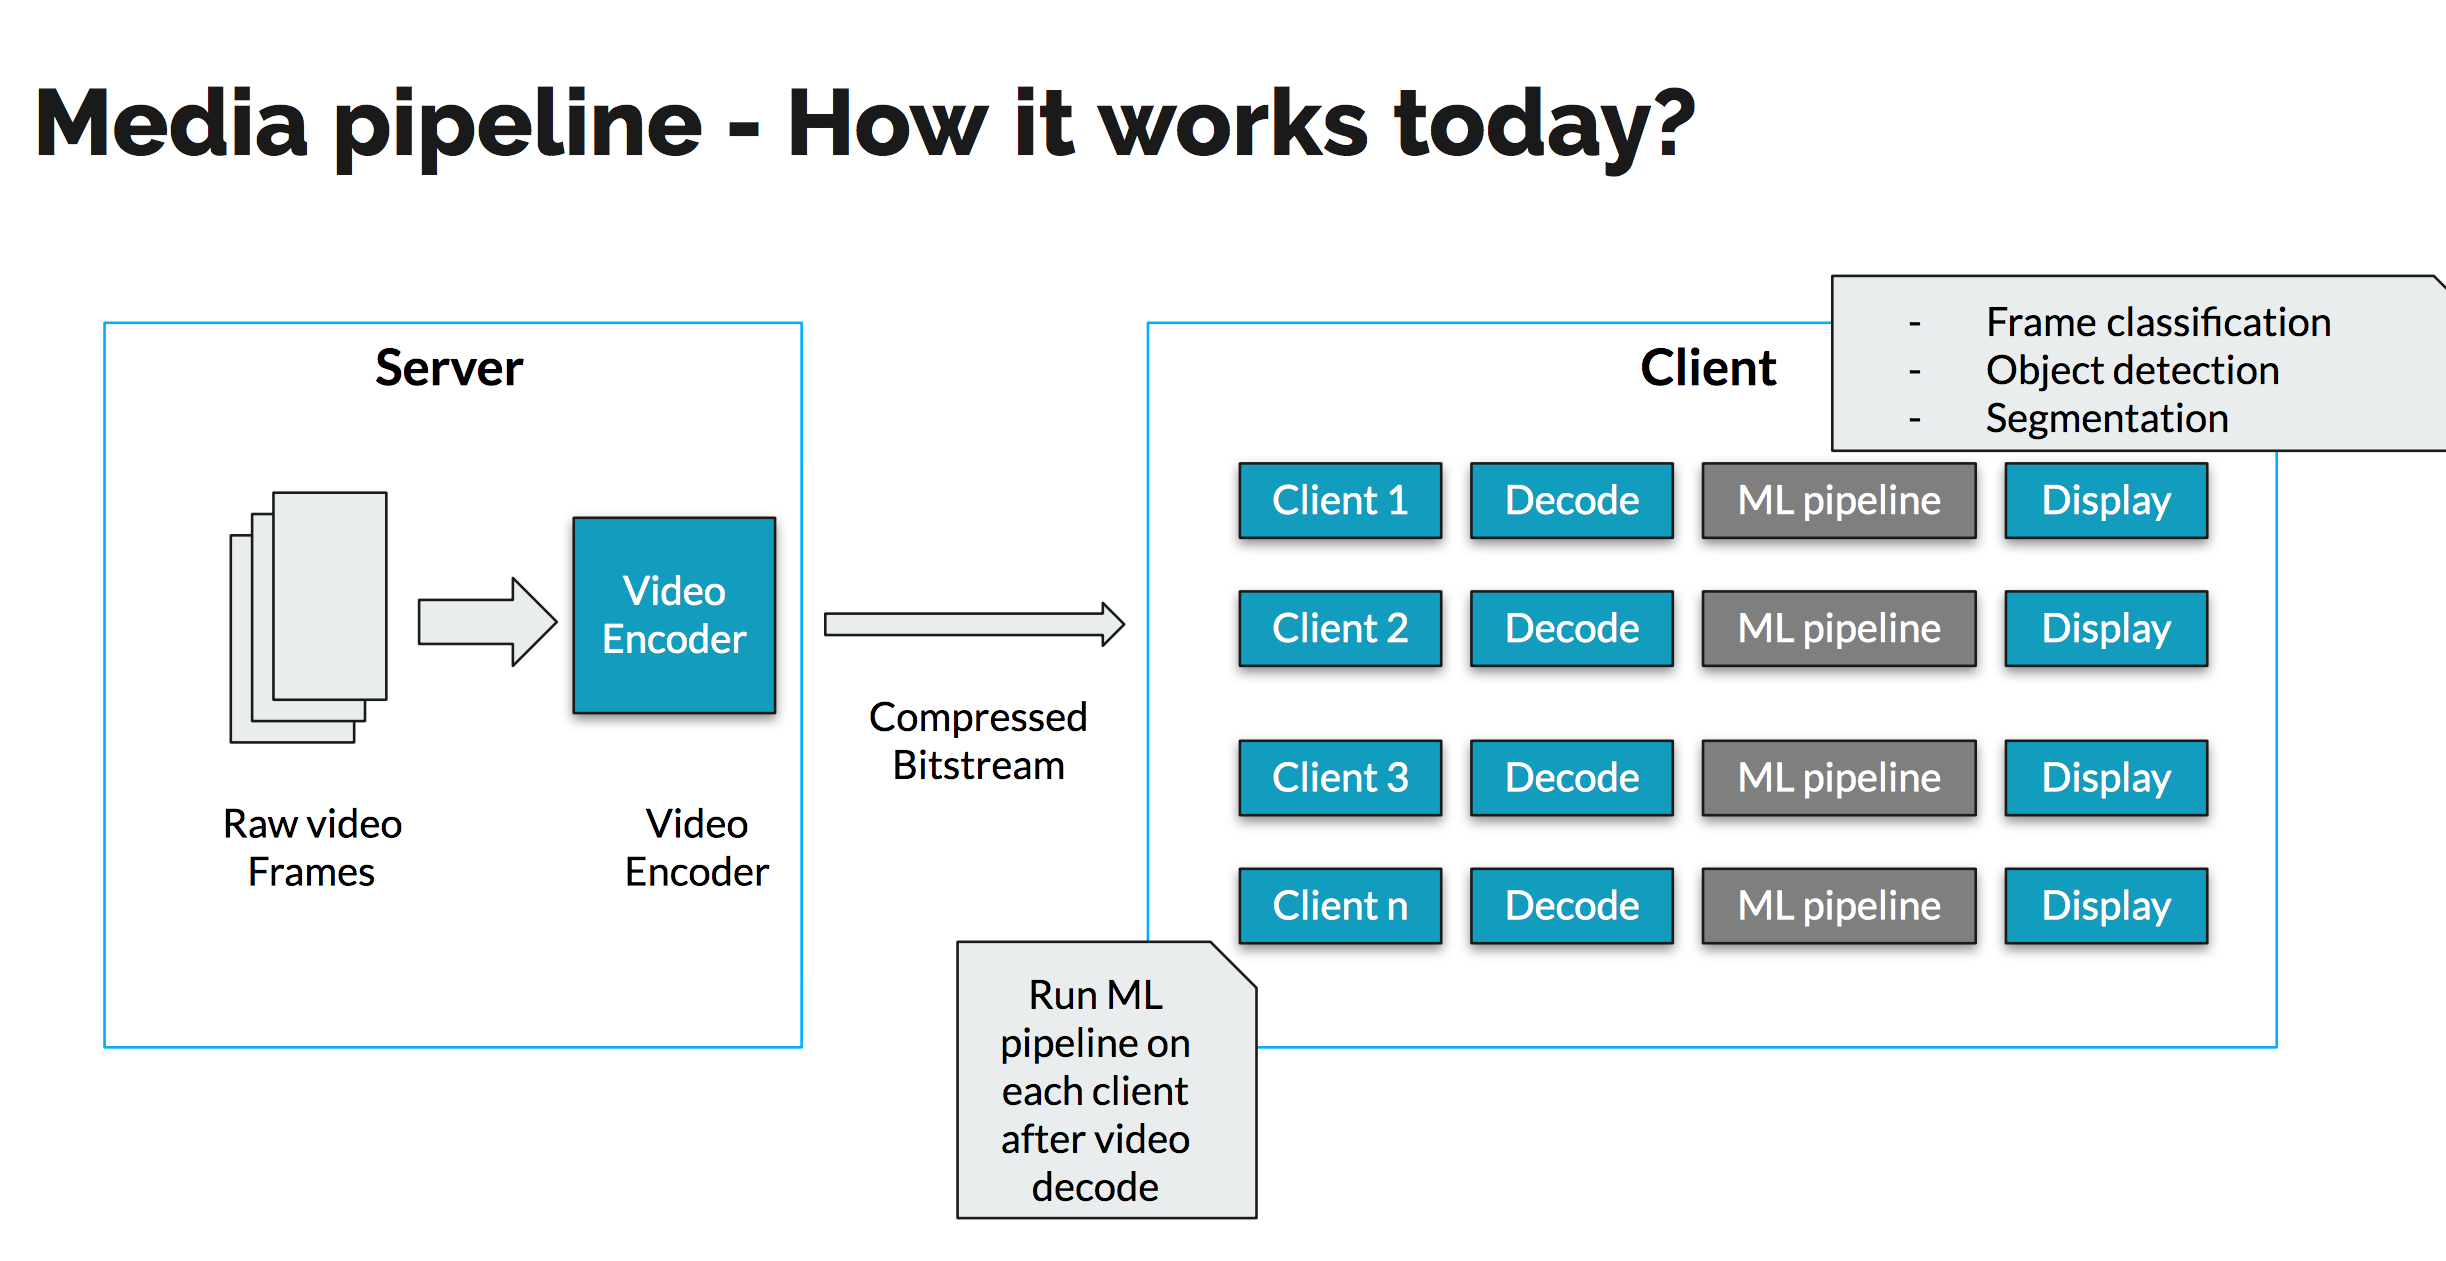 Media pipeline - How it works today?
Server
Video
Encoder
Raw video
Frames
Video
Encoder
Compressed
Bitstream
Client
- Frame classification
- Object detection
- Segmentation
Client 1 Decode ML pipeline Display
Client 2 Decode ML pipeline Display
Client 3 Decode ML pipeline Display
Client n Decode ML pipeline Display
Run ML
pipeline on
each client
after video
decode